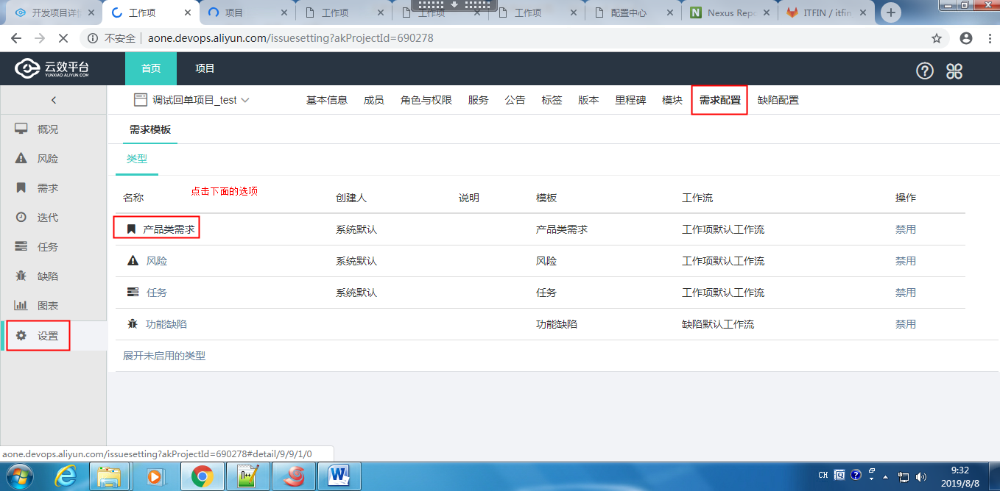 开发项目详情
工作项
项目
工作项
工作项
工作项
配置中心
Nexus Repo
ITFIN / itfin
不安全
aone.devops.aliyun.com/issuesetting?akProjectId=690278
云效平台
YUNXIAO.ALIYUN.COM
首页
项目
调试回单项目_test
基本信息
成员
角色与权限
服务
公告
标签
版本
里程碑
模块
需求配置
缺陷配置
概况
风险
需求
迭代
任务
缺陷
图表
设置
需求模板
类型
点击下面的选项
名称 创建人 说明 模板 工作流 操作
产品类需求 系统默认 产品类需求 工作项默认工作流 禁用
风险 系统默认 风险 工作项默认工作流 禁用
任务 系统默认 任务 工作项默认工作流 禁用
功能缺陷 功能缺陷 缺陷默认工作流 禁用
展开未启用的类型
aone.devops.aliyun.com/issuesetting?akProjectId=690278#detail/9/9/1/0
CH
9:32
2019/8/8